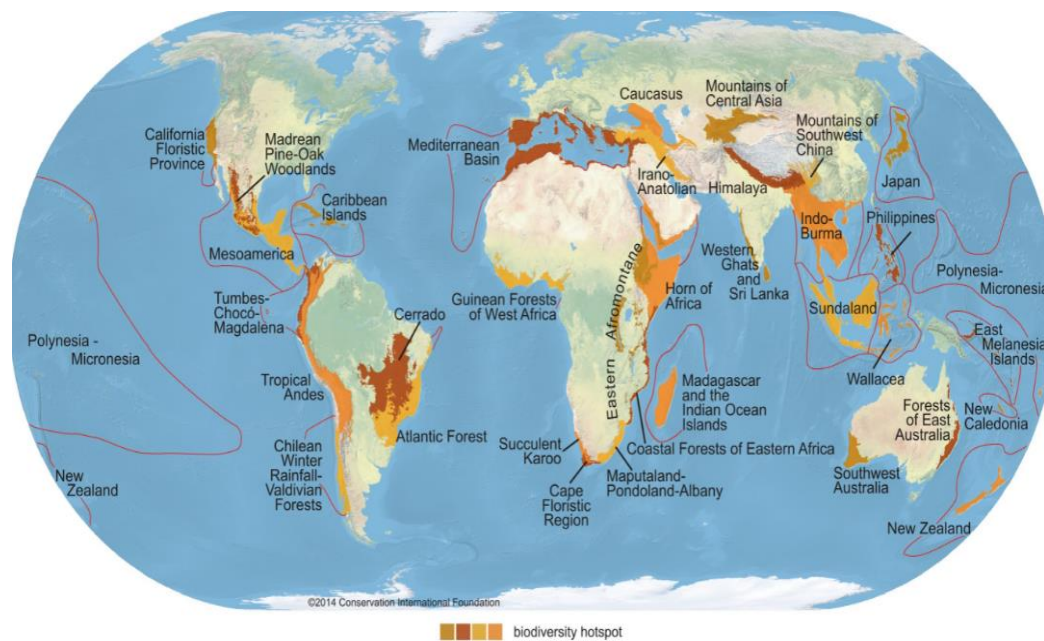 California
Floristic
Province
Madrean
Pine-Oak
Woodlands
Caribbean
Islands
Mesoamerica
Tumbes-
Chocó-
Magdalena
Polynesia -
Micronesia
New
Zealand
Tropical
Andes
Chilean
Winter
Rainfall-
Valdivian
Forests
Cerrado
Atlantic Forest
Mediterranean
Basin
Caucasus
Irano-
Anatolian
Mountains of
Central Asia
Mountains of
Southwest
China
Himalaya
Japan
Indo-
Burma
Philippines
Western
Ghats
and
Sri Lanka
Polynesia-
Micronesia
Sundaland
Wallacea
East
Melanesia
Islands
Guinean Forests
of West Africa
Eastern Afromontane
Horn of
Africa
Madagascar
and the
Indian Ocean
Islands
Coastal Forests of Eastern Africa
Maputaland-
Pondoland-Albany
Succulent
Karoo
Cape
Floristic
Region
Forests
of East
Australia
New
Caledonia
Southwest
Australia
New Zealand
©2014 Conservation International Foundation
biodiversity hotspot